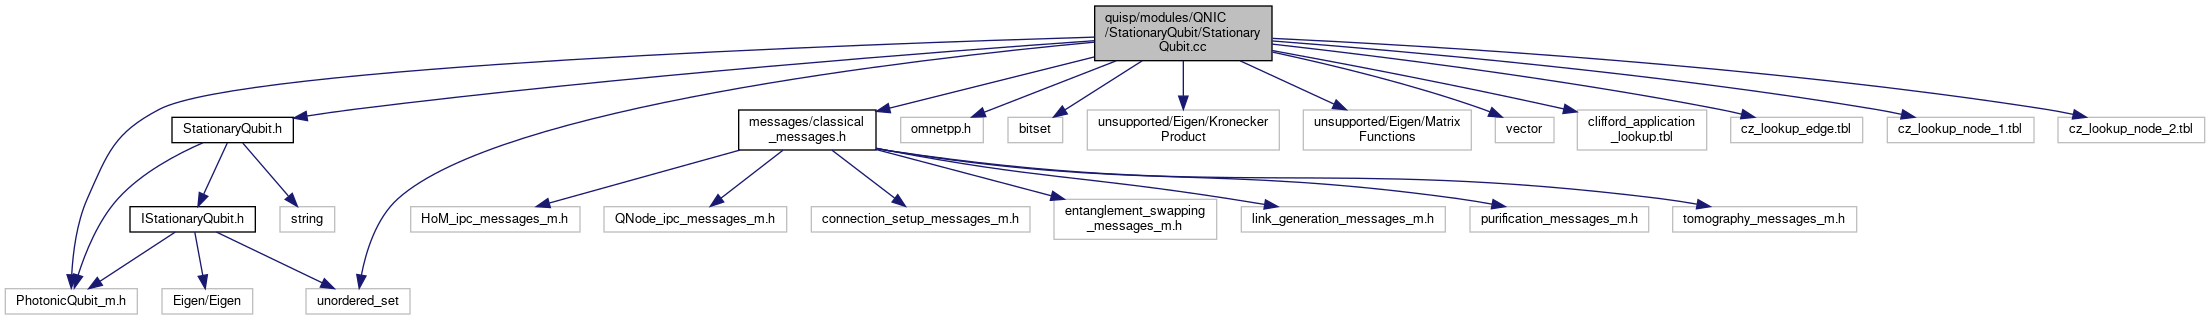 quisp/modules/QNIC
/StationaryQubit/Stationary
Qubit.cc
StationaryQubit.h
messages/classical
_messages.h
omnetpp.h
bitset
unsupported/Eigen/Kronecker
Product
unsupported/Eigen/Matrix
Functions
vector
clifford_application
_lookup.tbl
cz_lookup_edge.tbl
cz_lookup_node_1.tbl
cz_lookup_node_2.tbl
IStationaryQubit.h
string
HoM_ipc_messages_m.h
QNode_ipc_messages_m.h
connection_setup_messages_m.h
entanglement_swapping
_messages_m.h
link_generation_messages_m.h
purification_messages_m.h
tomography_messages_m.h
PhotonicQubit_m.h
Eigen/Eigen
unordered_set